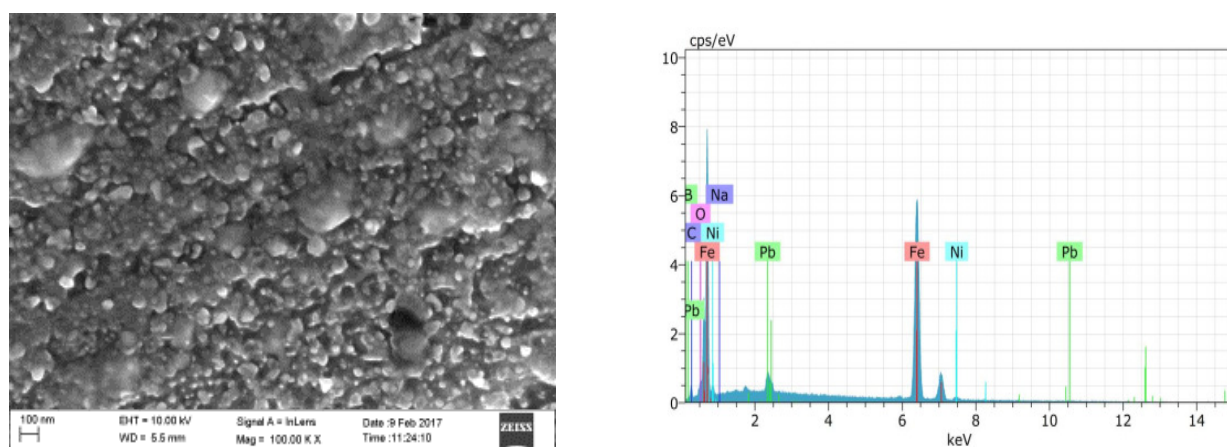 100 nm
EHT = 10.00 kV
WD = 5.5 mm
Signal A = InLens
Mag = 100.00 K X
Date :9 Feb 2017
Time :11:24:10
ZEISS
cps/eV
10
8
6
4
2
0
B
Na
O
C
Ni
Fe
Pb
Pb
Fe
Ni
Pb
2
4
6
8
10
12
14
keV